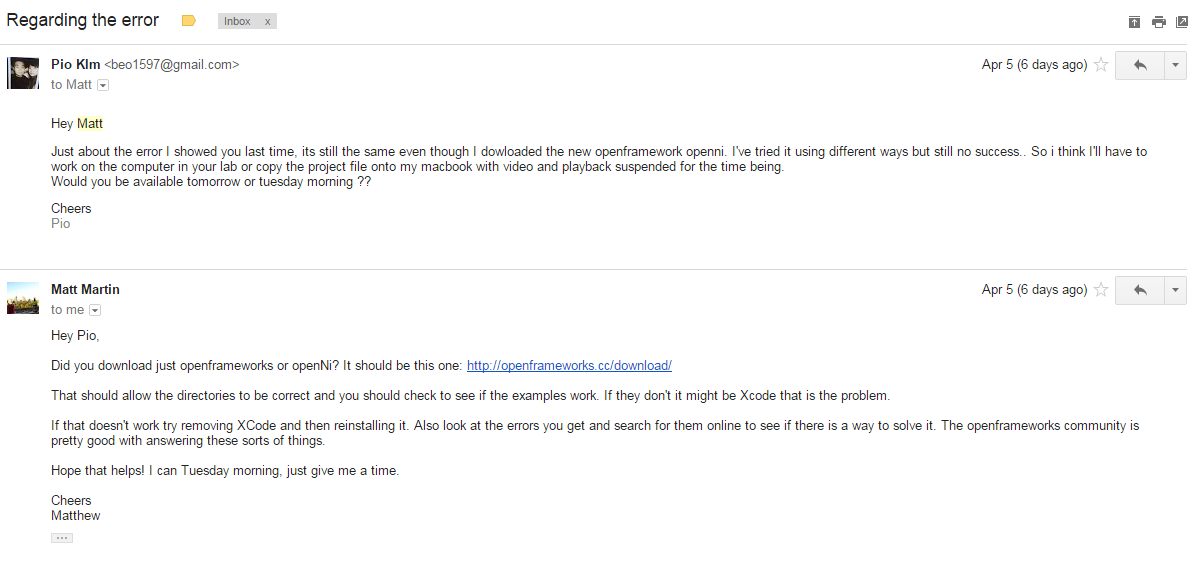 Regarding the error
Inbox x
Pio KIm <beo1597@gmail.com>
Apr 5 (6 days ago)
to Matt
Hey Matt
Just about the error I showed you last time, its still the same even though I dowloaded the new openframework openni. I've tried it using different ways but still no success.. So i think I'll have to
work on the computer in your lab or copy the project file onto my macbook with video and playback suspended for the time being.
Would you be available tomorrow or tuesday morning ??
Cheers
Pio
Matt Martin
Apr 5 (6 days ago)
to me
Hey Pio,
Did you download just openframeworks or openNi? It should be this one: http://openframeworks.cc/download/
That should allow the directories to be correct and you should check to see if the examples work. If they don't it might be Xcode that is the problem.
If that doesn't work try removing XCode and then reinstalling it. Also look at the errors you get and search for them online to see if there is a way to solve it. The openframeworks community is
pretty good with answering these sorts of things.
Hope that helps! I can Tuesday morning, just give me a time.
Cheers
Matthew